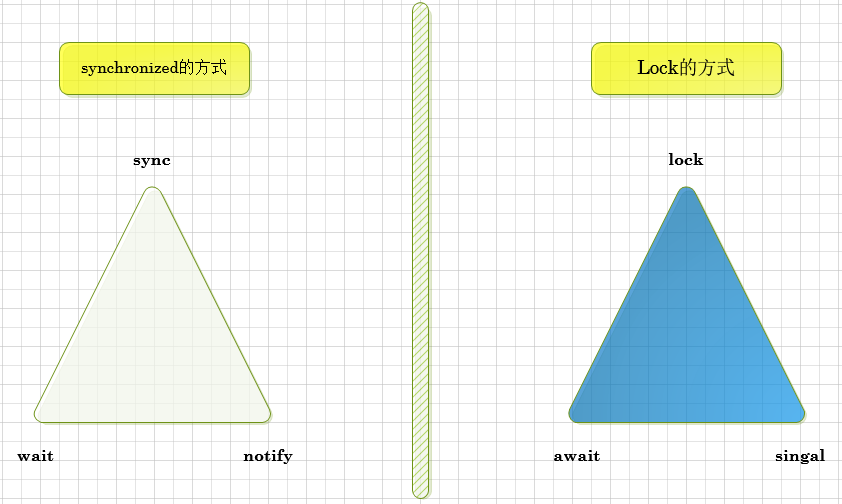 synchronized的方式
Lock的方式
sync
lock
wait
notify
await
singal